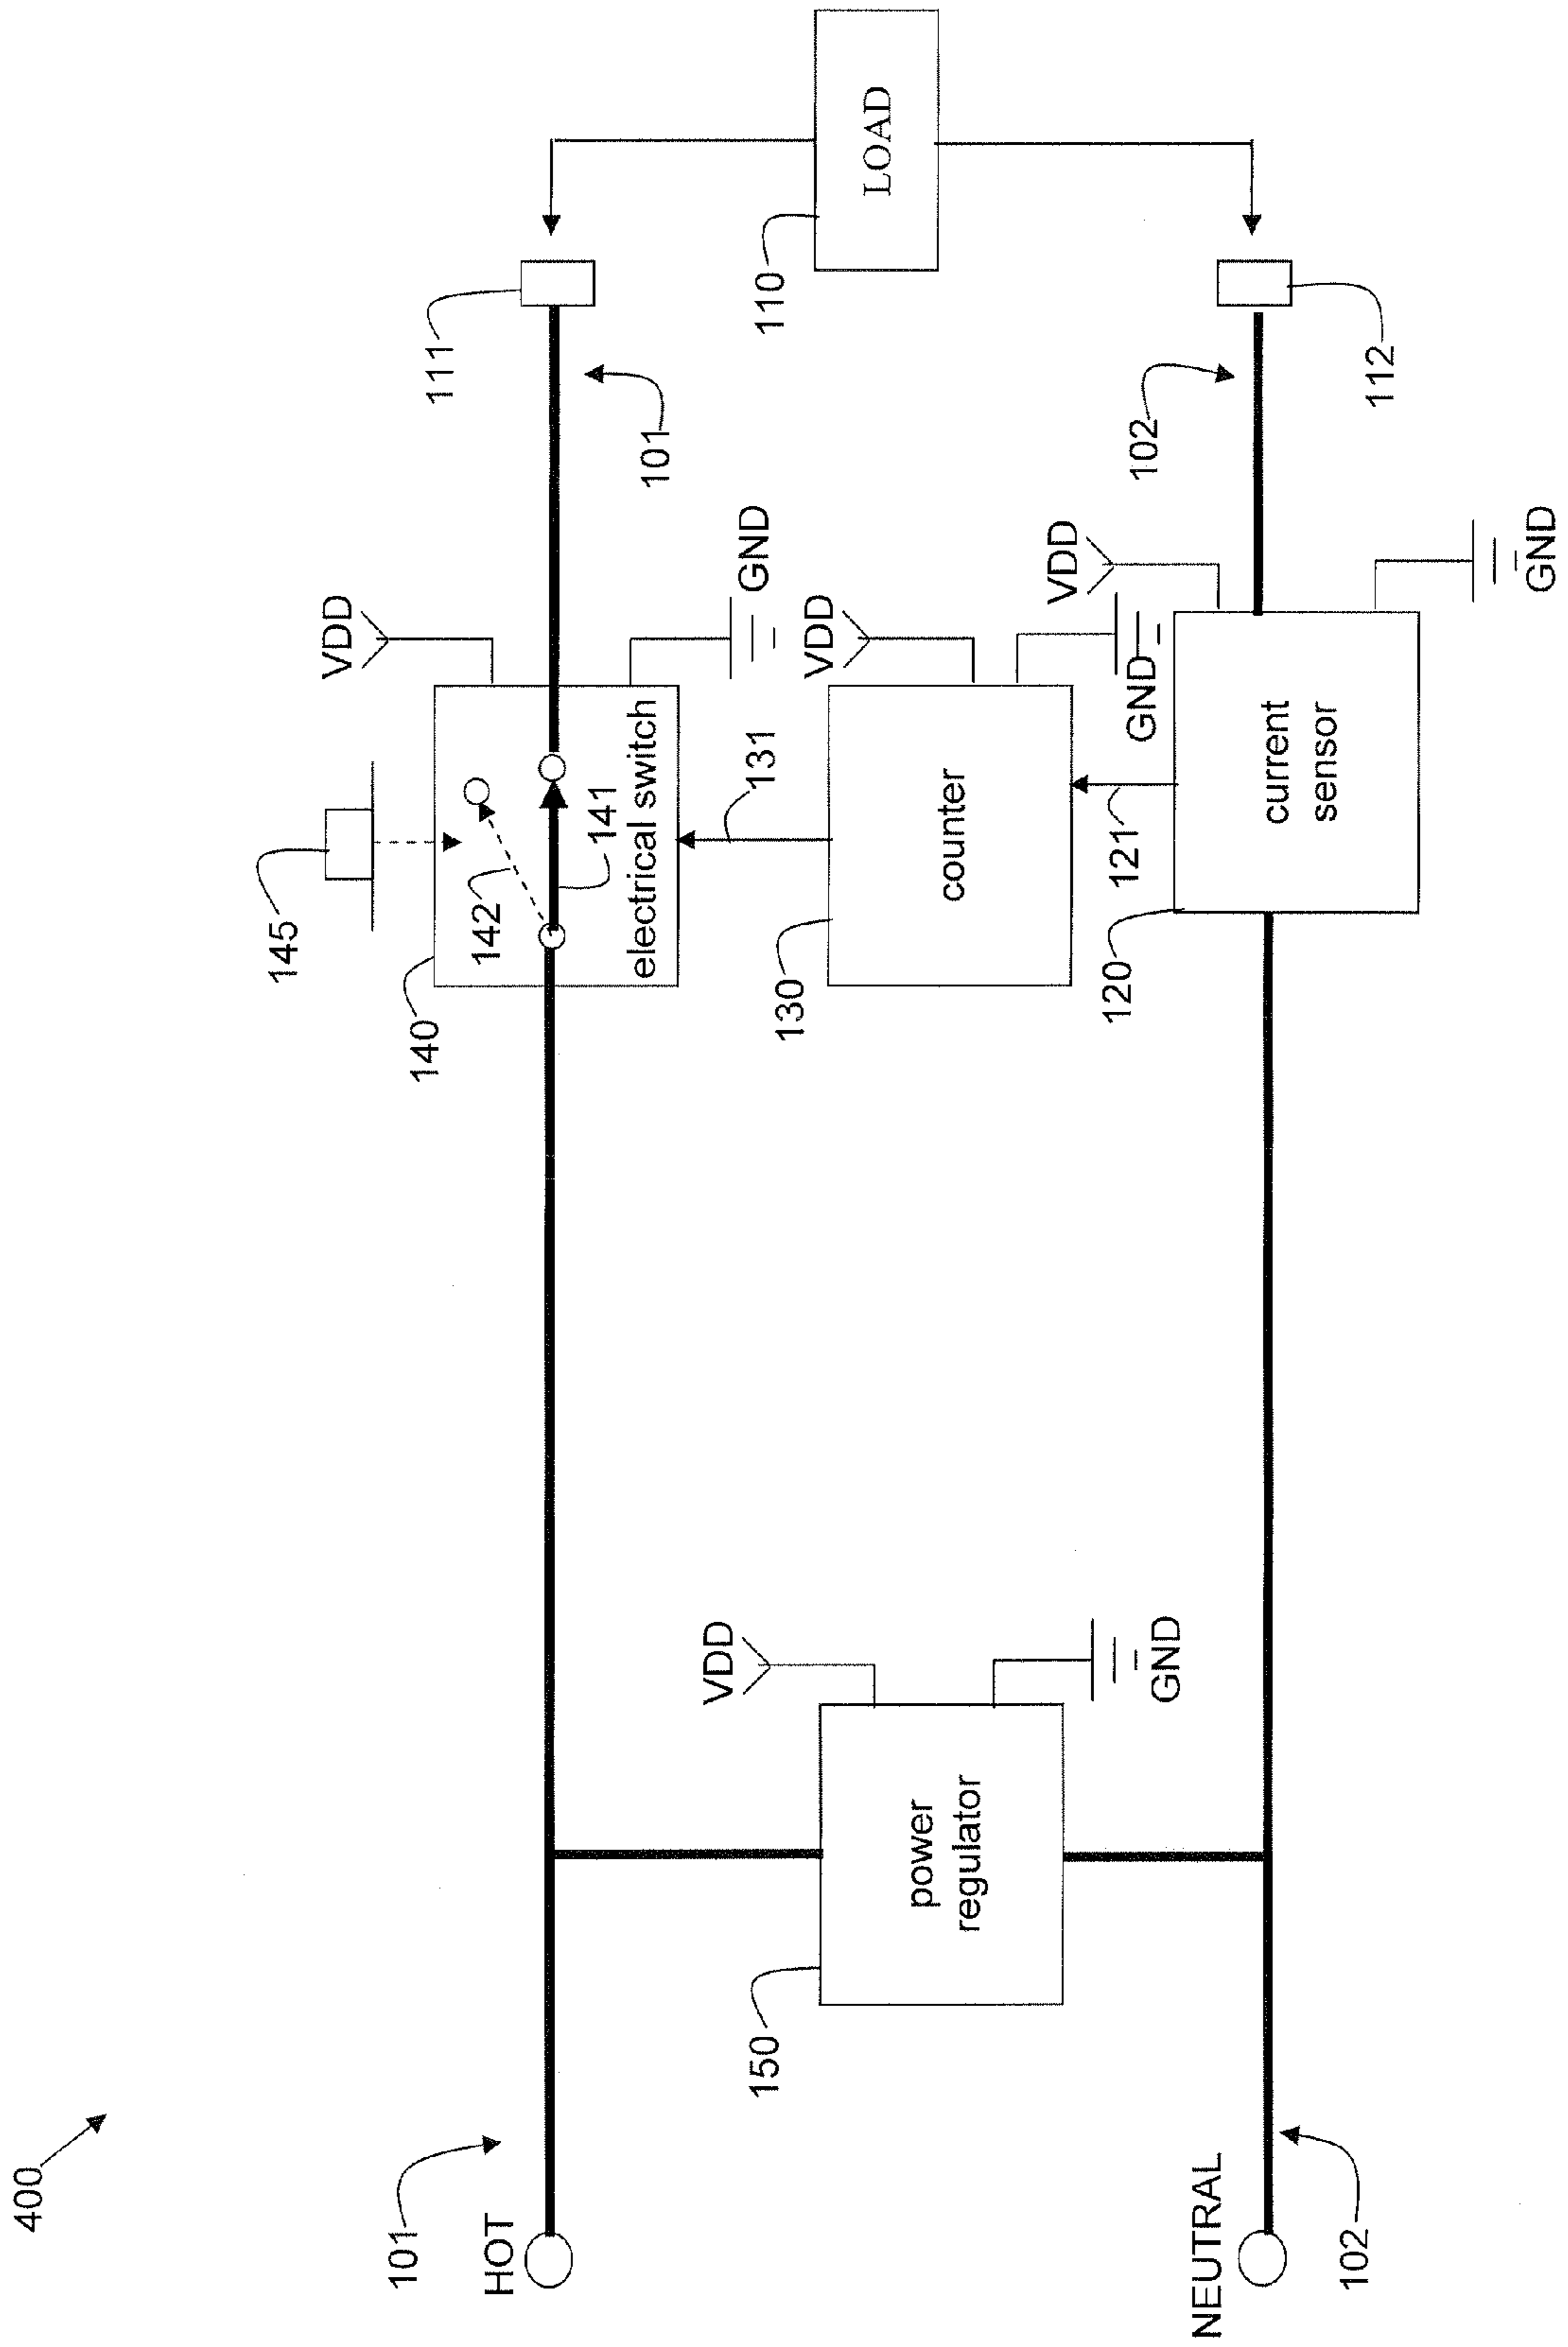 400
145
VDD
111
140
142
141
electrical switch
GND
101
101
HOT
131
VDD
VDD
130
counter
110
LOAD
150
power
regulator
GND
GND
VDD
121
120
current
sensor
102
NEUTRAL
102
112
GND